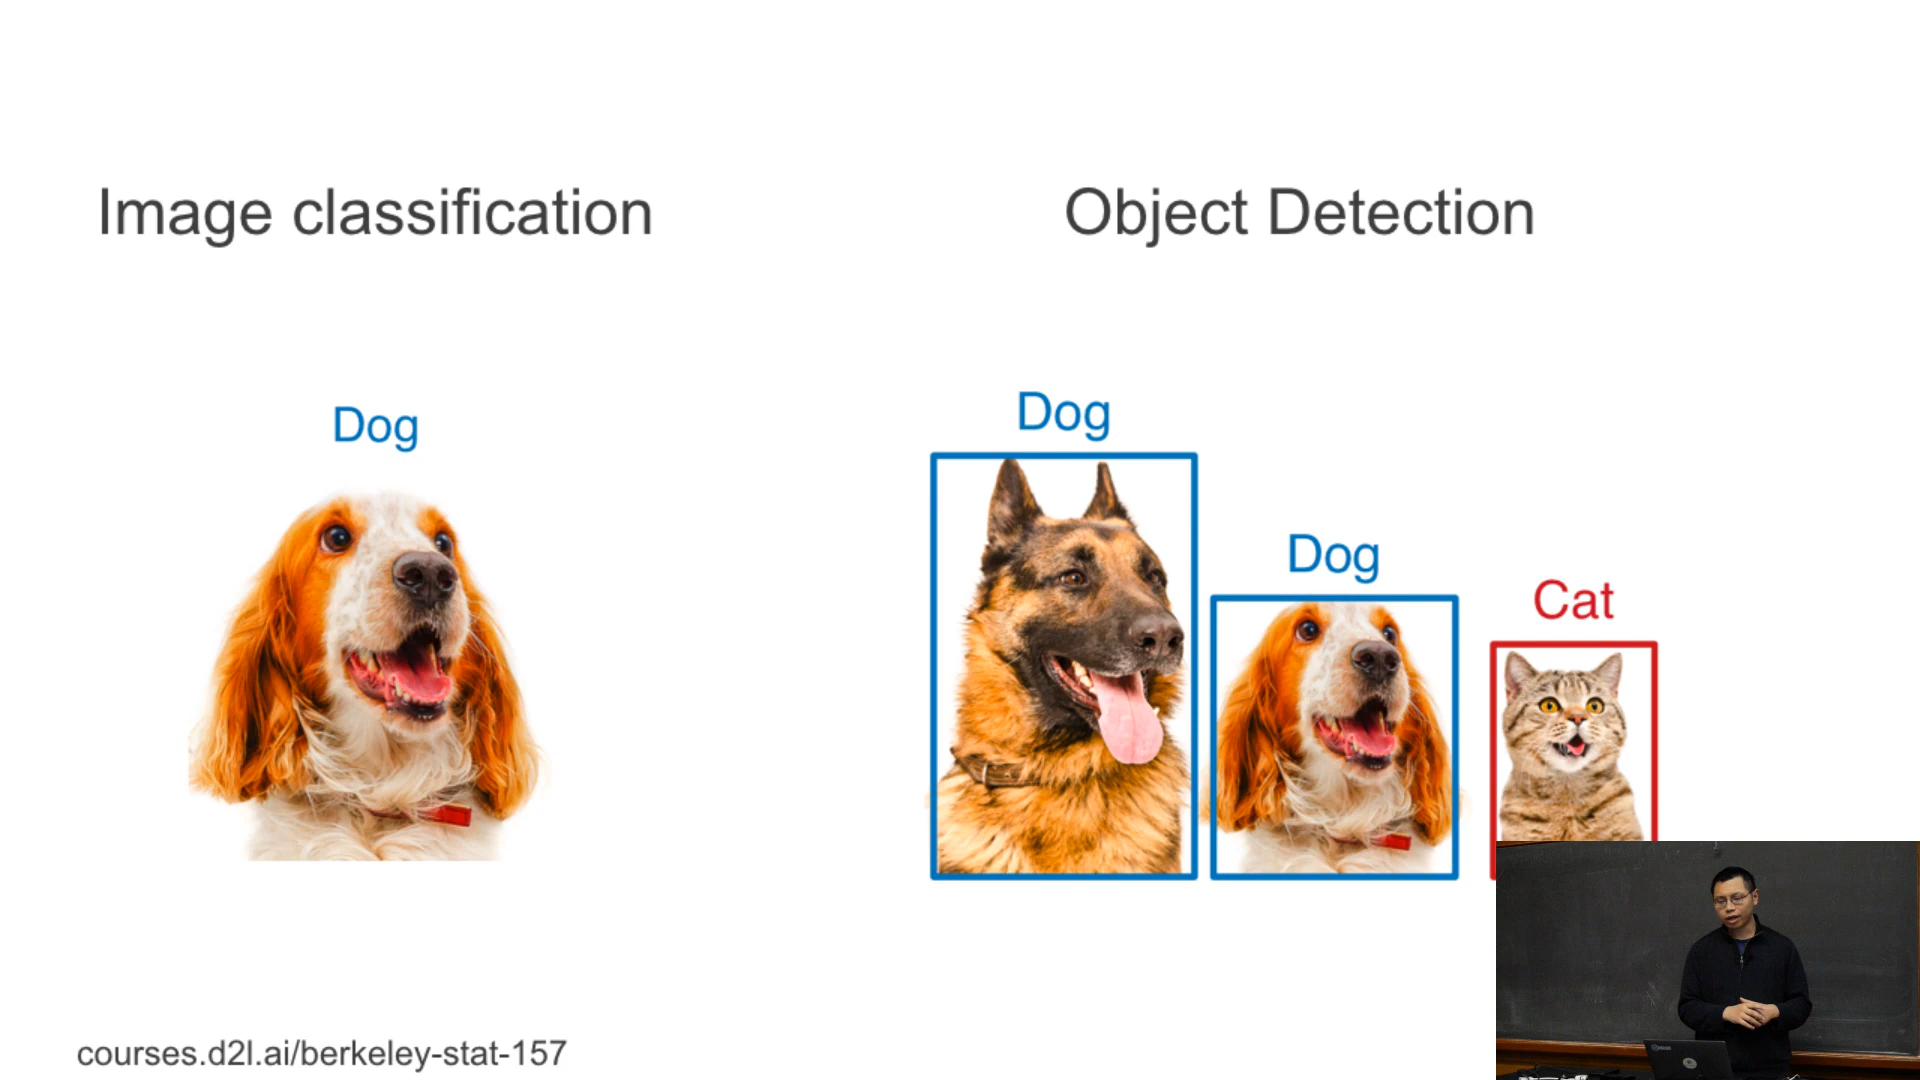 Image classification
Object Detection
Dog
Dog
Dog
Cat
courses.d2l.ai/berkeley-stat-157